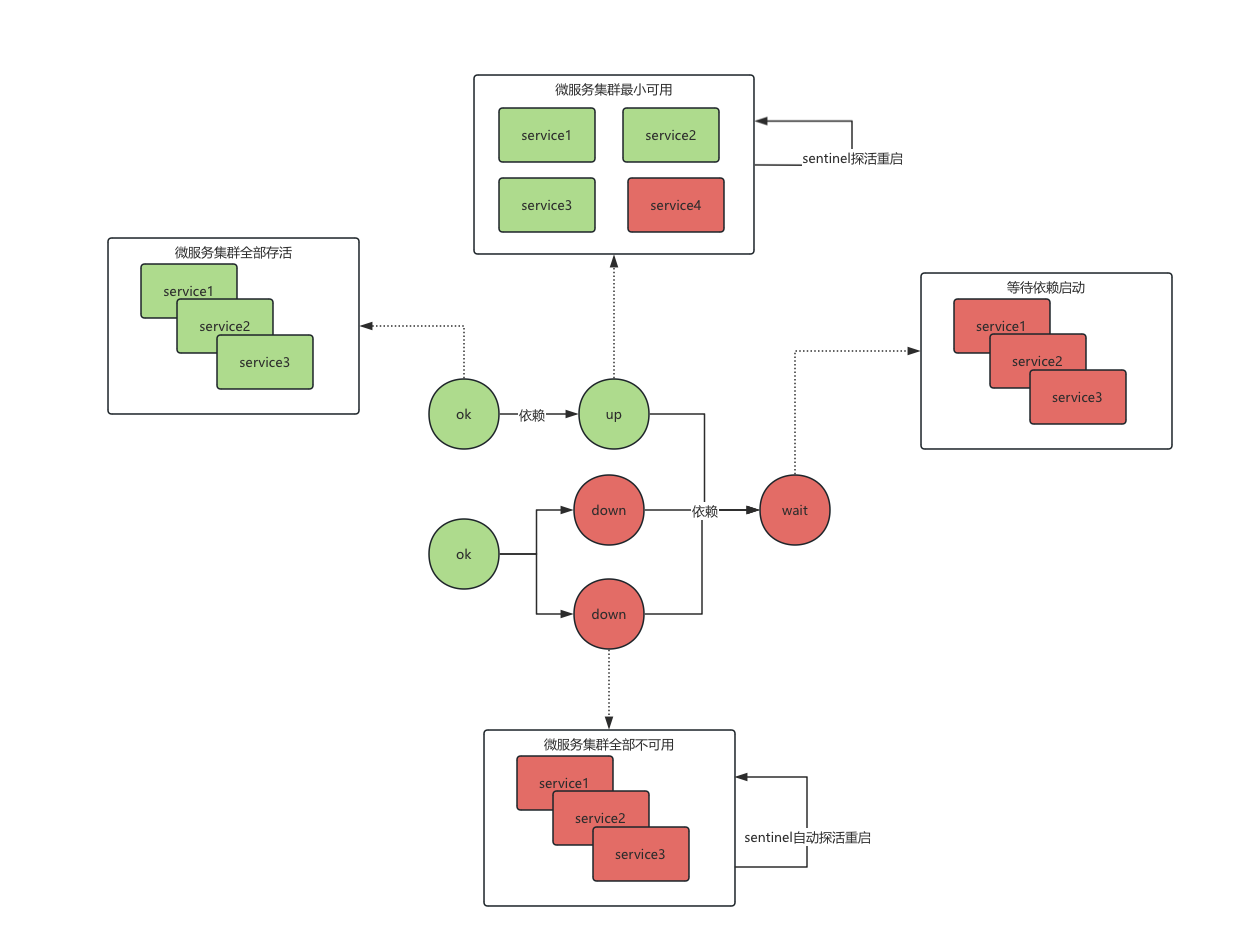 微服务集群最小可用
service1
service2
service3
service4
sentinel探活重启
微服务集群全部存活
service1
service2
service3
等待依赖启动
service1
service2
service3
ok
依赖
up
down
依赖
wait
ok
down
微服务集群全部不可用
service1
service2
service3
sentinel自动探活重启